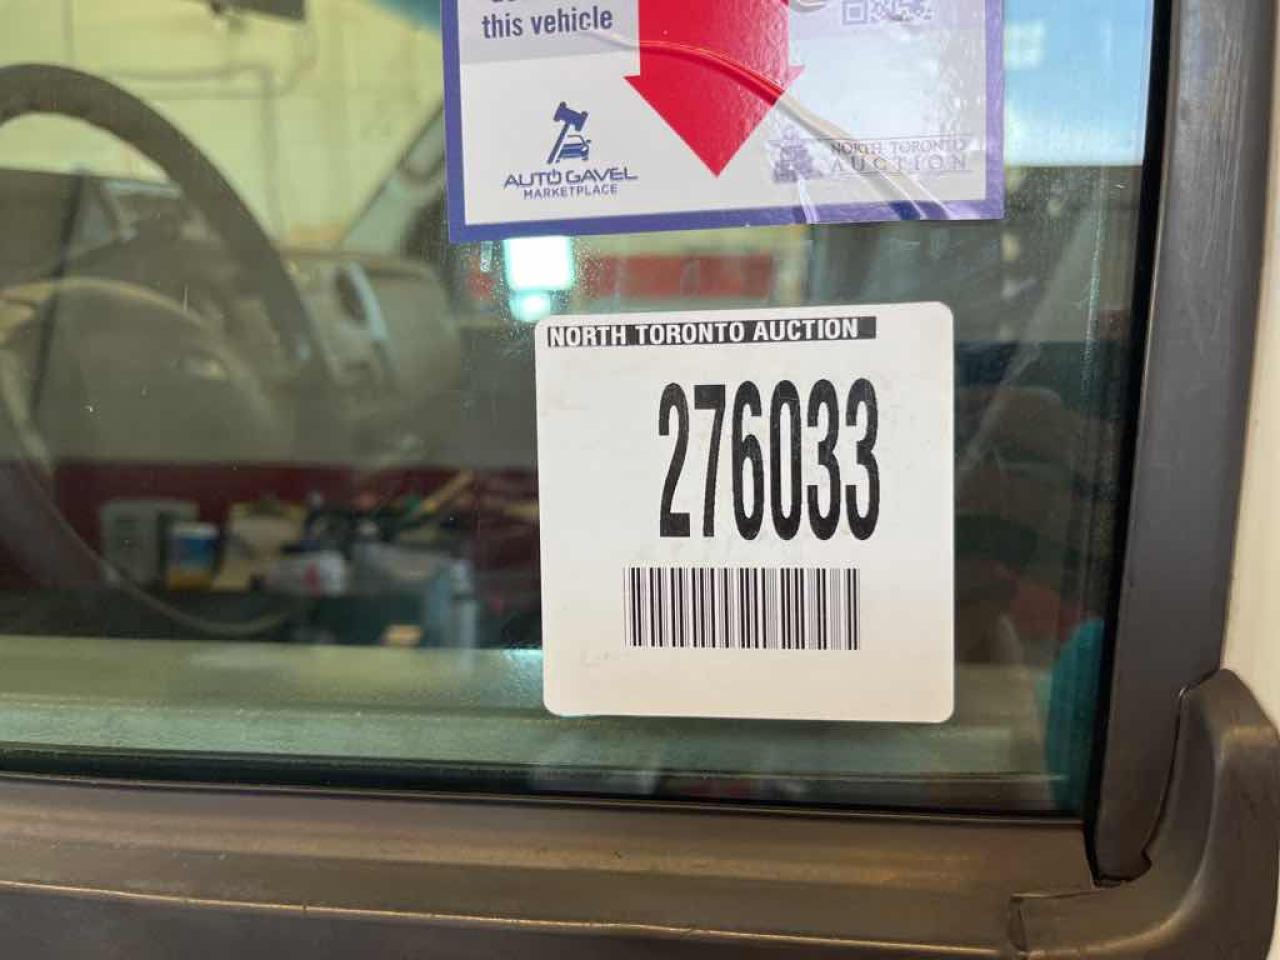 this vehicle
AUTO GAVEL
MARKETPLACE
NORTH TORONTO
AUCTION
NORTH TORONTO AUCTION
276033